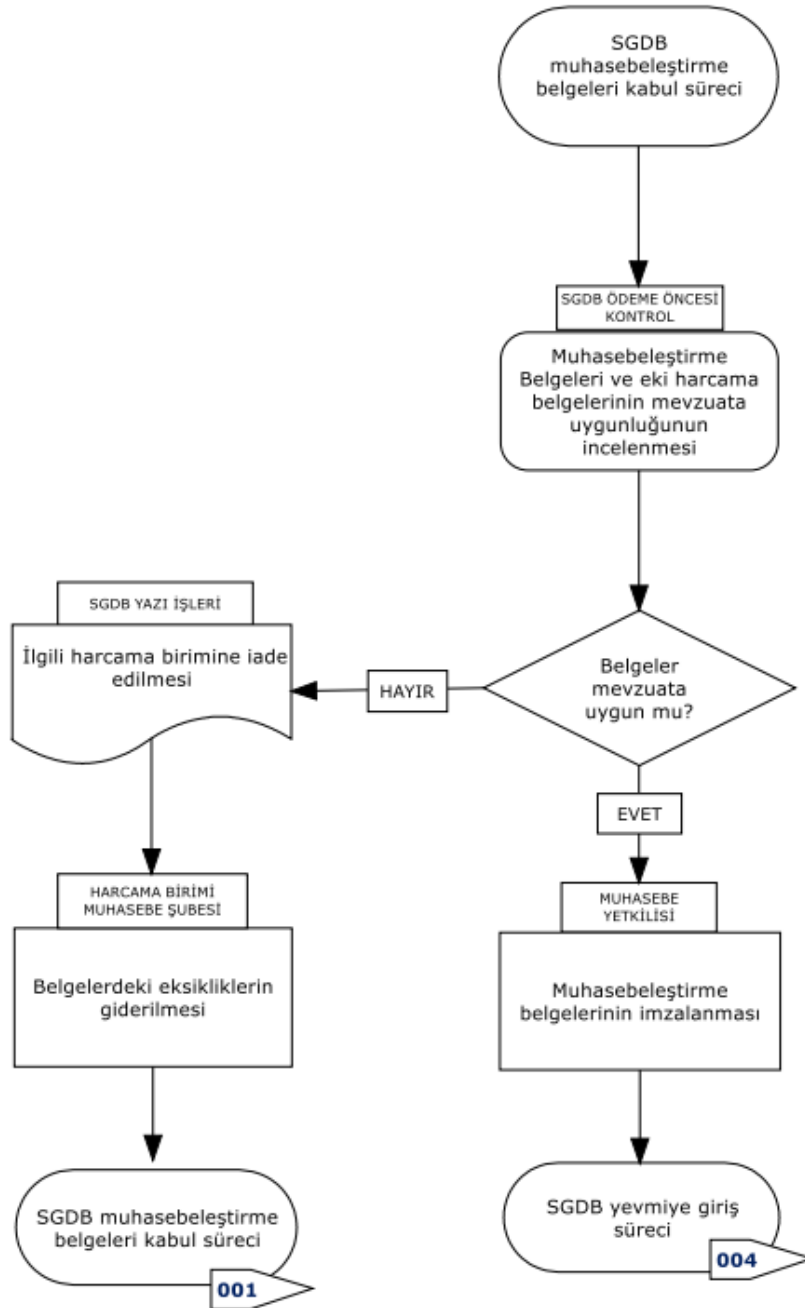 SGDB
muhasebeleştirme
belgeleri kabul süreci
SGDB ÖDEME ÖNCESİ
KONTROL
Muhasebeleştirme
Belgeleri ve eki harcama
belgelerinin mevzuata
uygunluğunun
incelenmesi
Belgeler
mevzuata
uygun mu?
HAYIR
SGDB YAZI İŞLERİ
İlgili harcama birimine iade
edilmesi
HARCAMA BİRİMİ
MUHASEBE ŞUBESİ
Belgelerdeki eksikliklerin
giderilmesi
SGDB muhasebeleştirme
belgeleri kabul süreci
001
EVET
MUHASEBE
YETKİLİSİ
Muhasebeleştirme
belgelerinin imzalanması
SGDB yevmiye giriş
süreci
004